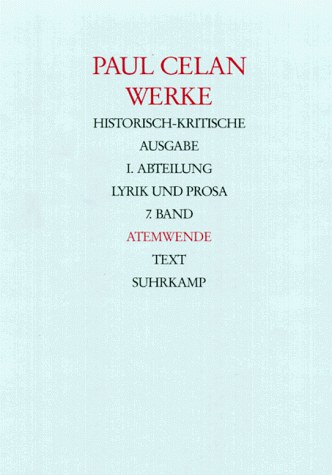 PAUL CELAN
WERKE
HISTORISCH-KRITISCHE
AUSGABE
I. ABTEILUNG
LYRIK UND PROSA
7. BAND
ATEMWENDE
TEXT
SUHRKAMP